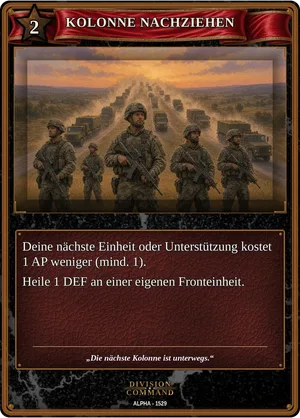 KOLONNE NACHZIEHEN
2
Deine nächste Einheit oder Unterstützung kostet
1 AP weniger (mind. 1).
Heile 1 DEF an einer eigenen Fronteinheit.
„Die nächste Kolonne ist unterwegs.“
DIVISION
COMMAND
ALPHA - 1529